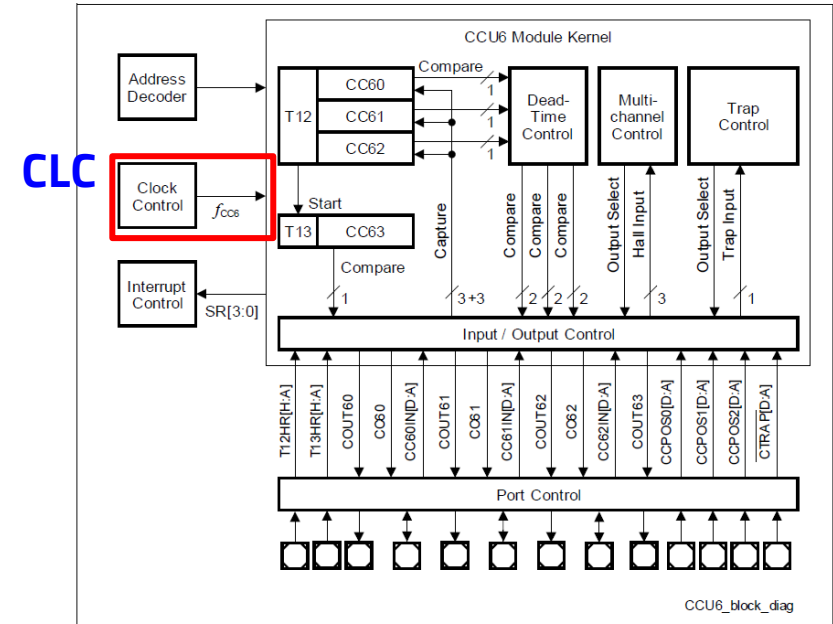 CCU6 Module Kernel
Address
Decoder
CLC
Clock
Control
fCC6
Interrupt
Control
SR[3:0]
T12
CC60
CC61
CC62
Compare
1
1
1
Start
T13
CC63
Compare
1
Capture
3+3
Dead-
Time
Control
Compare
Compare
Compare
2
2
2
Multi-
channel
Control
Output Select
Hall Input
3
Trap
Control
Output Select
Trap Input
1
Input / Output Control
T12HR[H:A]
T13HR[H:A]
COUT60
CC60
CC60IN[D:A]
COUT61
CC61
CC61IN[D:A]
COUT62
CC62
CC62IN[D:A]
COUT63
CCPOS0[D:A]
CCPOS1[D:A]
CCPOS2[D:A]
CTRAP[D:A]
Port Control
CCU6_block_diag